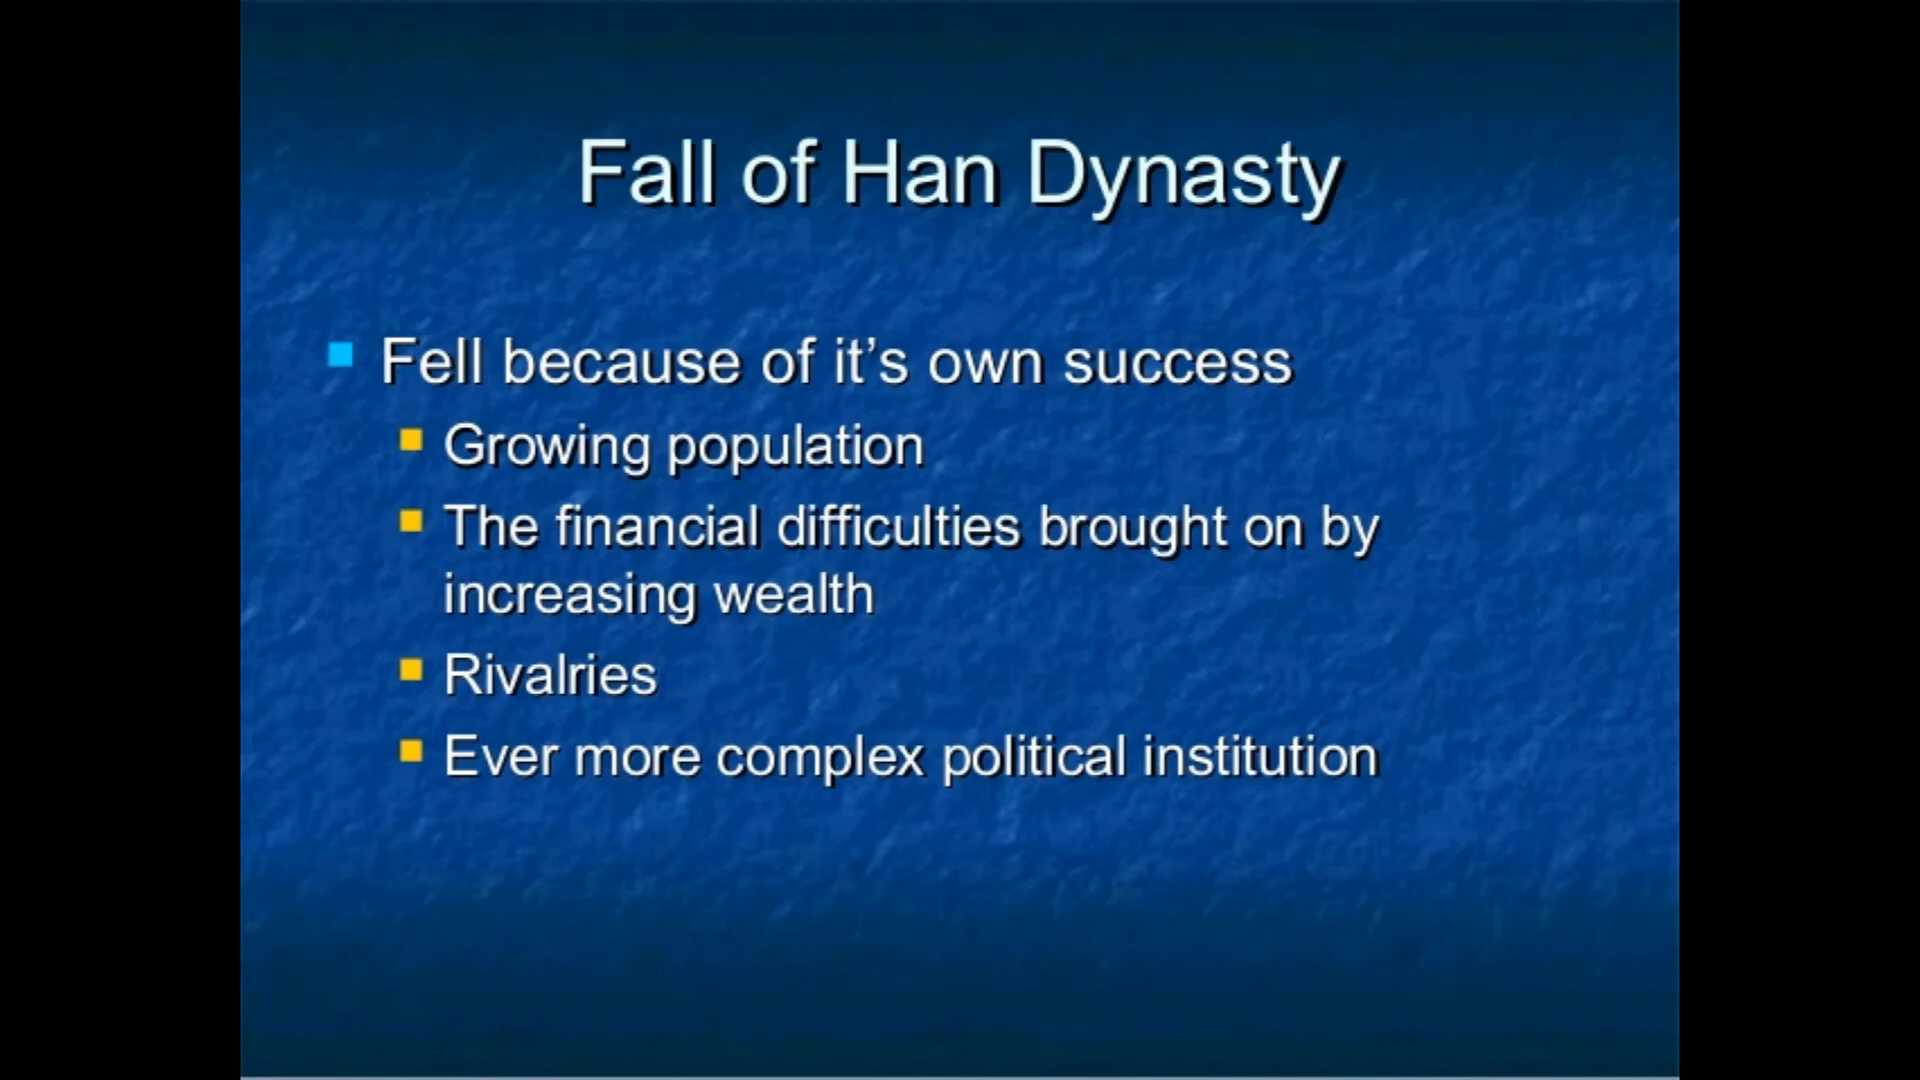 Fall of Han Dynasty
Fell because of it’s own success
Growing population
The financial difficulties brought on by
increasing wealth
Rivalries
Ever more complex political institution